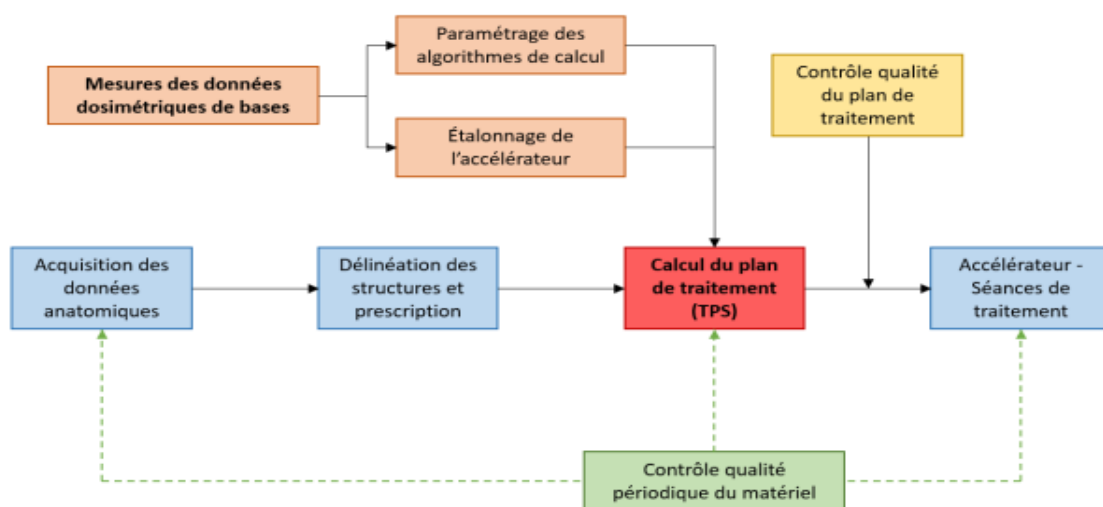 Paramétrage des
algorithmes de calcul
Mesures des données
dosimétriques de bases
Contrôle qualité
du plan de
traitement
Étalonnage de
l'accélérateur
Acquisition des
données
anatomiques
Délinéation des
structures et
prescription
Calcul du plan
de traitement
(TPS)
Accélérateur -
Séances de
traitement
Contrôle qualité
périodique du matériel